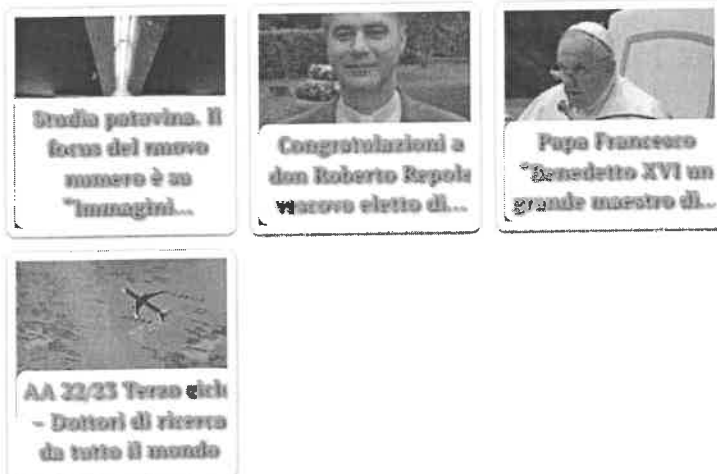 Studia patavina. Il
focus del nuovo
numero è su
"Immagini...
Congratulazioni a
don Roberto Repole
vescovo eletto di...
Papa Francesco
"Benedetto XVI un
grande maestro di...
AA 22/23 Terzo ciclo
– Dottori di ricerca
da tutto il mondo